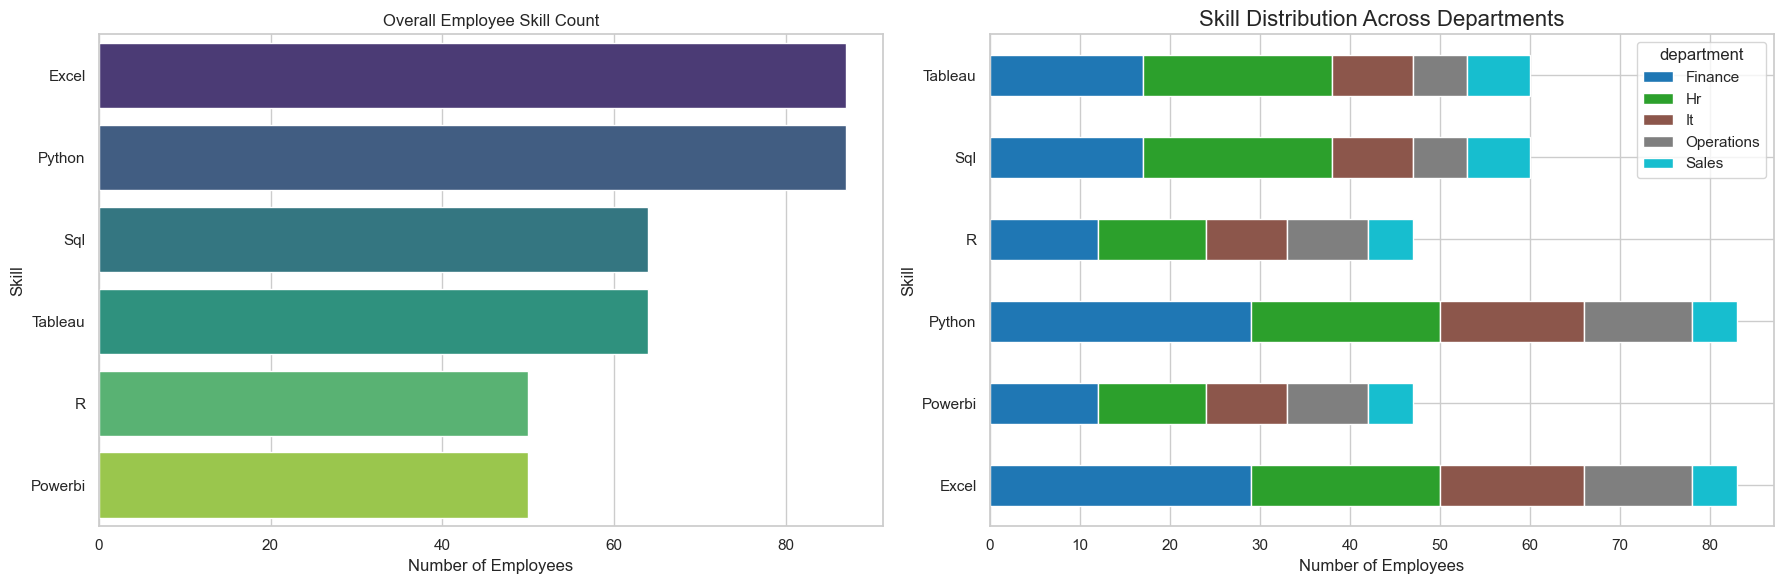 Overall Employee Skill Count
Skill
Excel
Python
Sql
Tableau
R
Powerbi
0 20 40 60 80
Number of Employees
Skill Distribution Across Departments
Skill
Tableau
Sql
R
Python
Powerbi
Excel
0 10 20 30 40 50 60 70 80
Number of Employees
department
Finance
Hr
It
Operations
Sales